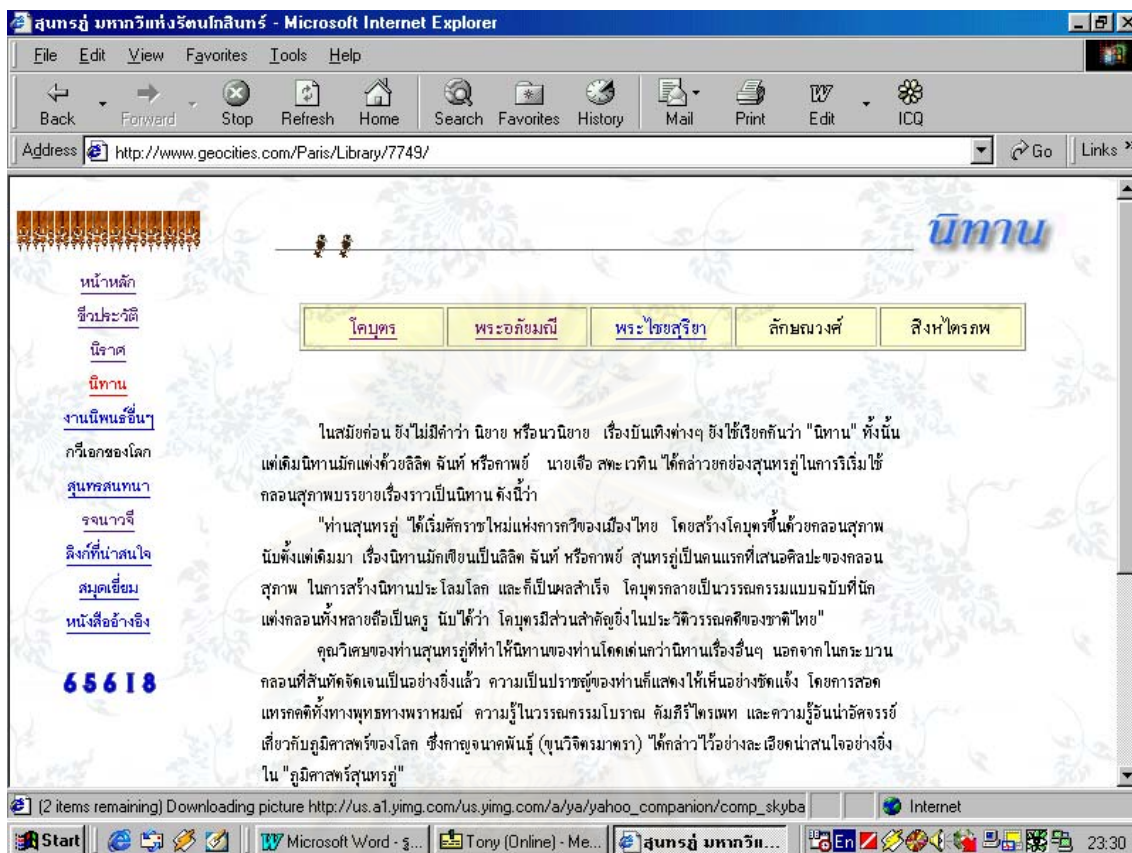 สุนทรภู่ มหากวีแห่งรัตนโกสินทร์ - Microsoft Internet Explorer
File Edit View Favorites Tools Help
Back Forward Stop Refresh Home Search Favorites History Mail Print Edit ICQ
Address http://www.geocities.com/Paris/Library/7749/ Go Links »
นิทาน
หน้าหลัก
ชีวประวัติ
นิราศ
นิทาน
งานนิพนธ์อื่นๆ
กวีเอกของโลก
สุนทรสนทนา
รจนาวจี
ลิงก์ที่น่าสนใจ
สมุดเยี่ยม
หนังสืออ้างอิง
65618
โคบุตร พระอภัยมณี พระไชยสุริยา ลักษณวงศ์ สิงหไตรภพ
ในสมัยก่อน ยังไม่มีคำว่า นิยาย หรือนวนิยาย เรื่องบันเทิงต่างๆ ยังใช้เรียกกันว่า "นิทาน" ทั้งนั้น
แต่เดิมนิทานมักแต่งด้วยลิลิต ฉันท์ หรือกาพย์ นายเจือ สตะเวทิน ได้กล่าวยกย่องสุนทรภู่ในการริเริ่มใช้
กลอนสุภาพบรรยายเรื่องราวเป็นนิทาน ดังนี้ว่า
"ท่านสุนทรภู่ ได้เริ่มศักราชใหม่แห่งการกวีของเมืองไทย โดยสร้างโคบุตรขึ้นด้วยกลอนสุภาพ
นับตั้งแต่เดิมมา เรื่องนิทานมักเขียนเป็นลิลิต ฉันท์ หรือกาพย์ สุนทรภู่เป็นคนแรกที่เสนอศิลปะของกลอน
สุภาพ ในการสร้างนิทานประโลมโลก และก็เป็นผลสำเร็จ โคบุตรกลายเป็นวรรณกรรมแบบฉบับที่นัก
แต่งกลอนทั้งหลายถือเป็นครู นับได้ว่า โคบุตรมีส่วนสำคัญยิ่งในประวัติวรรณคดีของชาติไทย"
คุณวิเศษของท่านสุนทรภู่ที่ทำให้นิทานของท่านโดดเด่นกว่านิทานเรื่องอื่นๆ นอกจากในกระบวน
กลอนที่สันทัดจัดเจนเป็นอย่างยิ่งแล้ว ความเป็นปราชญ์ของท่านก็แสดงให้เห็นอย่างชัดแจ้ง โดยการสอด
แทรกคติทั้งทางพุทธทางพราหมณ์ ความรู้ในวรรณกรรมโบราณ คัมภีร์ไตรเพท และความรู้อันน่าอัศจรรย์
เกี่ยวกับภูมิศาสตร์ของโลก ซึ่งกาญจนาคพันธุ์ (ขุนวิจิตรมาตรา) ได้กล่าวไว้อย่างละเอียดน่าสนใจอย่างยิ่ง
ใน "ภูมิศาสตร์สุนทรภู่"
(2 items remaining) Downloading picture http://us.a1.yimg.com/us.yimg.com/a/ya/yahoo_companion/comp_skyba Internet
Start Microsoft Word - รู... Tony (Online) - Me... สุนทรภู่ มหากวีแ... En 23:30